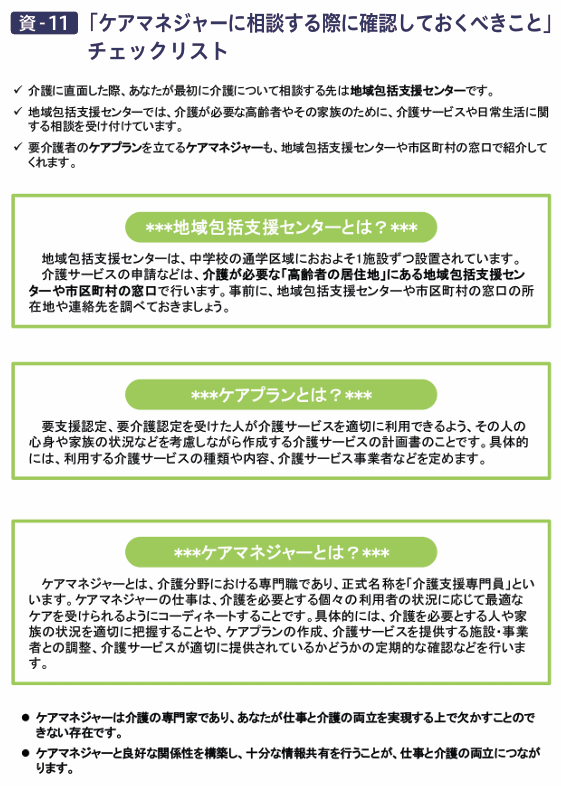 資-11 「ケアマネジャーに相談する際に確認しておくべきこと」
チェックリスト
✓ 介護に直面した際、あなたが最初に介護について相談する先は地域包括支援センターです。
✓ 地域包括支援センターでは、介護が必要な高齢者やその家族のために、介護サービスや日常生活に関
する相談を受け付けています。
✓ 要介護者のケアプランを立てるケアマネジャーも、地域包括支援センターや市区町村の窓口で紹介して
くれます。
***地域包括支援センターとは？***
地域包括支援センターは、中学校の通学区域におおよそ1施設ずつ設置されています。
介護サービスの申請などは、介護が必要な「高齢者の居住地」にある地域包括支援セン
ターや市区町村の窓口で行います。事前に、地域包括支援センターや市区町村の窓口の所
在地や連絡先を調べておきましょう。
***ケアプランとは？***
要支援認定、要介護認定を受けた人が介護サービスを適切に利用できるよう、その人の
心身や家族の状況などを考慮しながら作成する介護サービスの計画書のことです。具体的
には、利用する介護サービスの種類や内容、介護サービス事業者などを定めます。
***ケアマネジャーとは？***
ケアマネジャーとは、介護分野における専門職であり、正式名称を「介護支援専門員」とい
います。ケアマネジャーの仕事は、介護を必要とする個々の利用者の状況に応じて最適な
ケアを受けられるようにコーディネートすることです。具体的には、介護を必要とする人や家
族の状況を適切に把握することや、ケアプランの作成、介護サービスを提供する施設・事業
者との調整、介護サービスが適切に提供されているかどうかの定期的な確認などを行いま
す。
● ケアマネジャーは介護の専門家であり、あなたが仕事と介護の両立を実現する上で欠かすことので
きない存在です。
● ケアマネジャーと良好な関係性を構築し、十分な情報共有を行うことが、仕事と介護の両立につなが
ります。